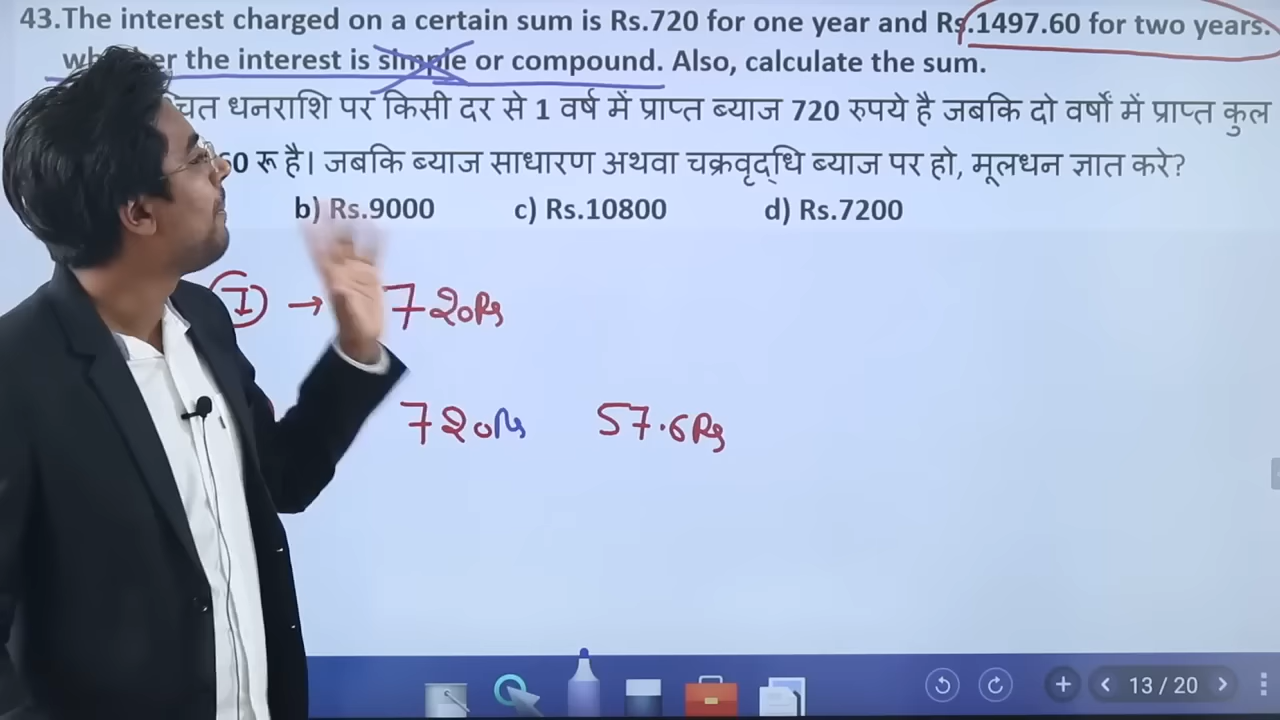 43.The interest charged on a certain sum is Rs.720 for one year and Rs.1497.60 for two years.
the interest is simple or compound. Also, calculate the sum.
धनराशि पर किसी दर से 1 वर्ष में प्राप्त ब्याज 720 रुपये है जबकि दो वर्षों में प्राप्त कुल
60 रू है। जबकि ब्याज साधारण अथवा चक्रवृद्धि ब्याज पर हो, मूलधन ज्ञात करे?
b) Rs.9000 c) Rs.10800 d) Rs.7200
I → 720Rs
720Rs 57.6Rs
13 / 20